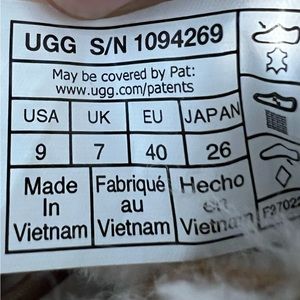 UGG S/N 1094269
May be covered by Pat:
www.ugg.com/patents
USA UK EU JAPAN
9 7 40 26
Made In Vietnam
Fabriqué au Vietnam
Hecho en Vietnam
F27022